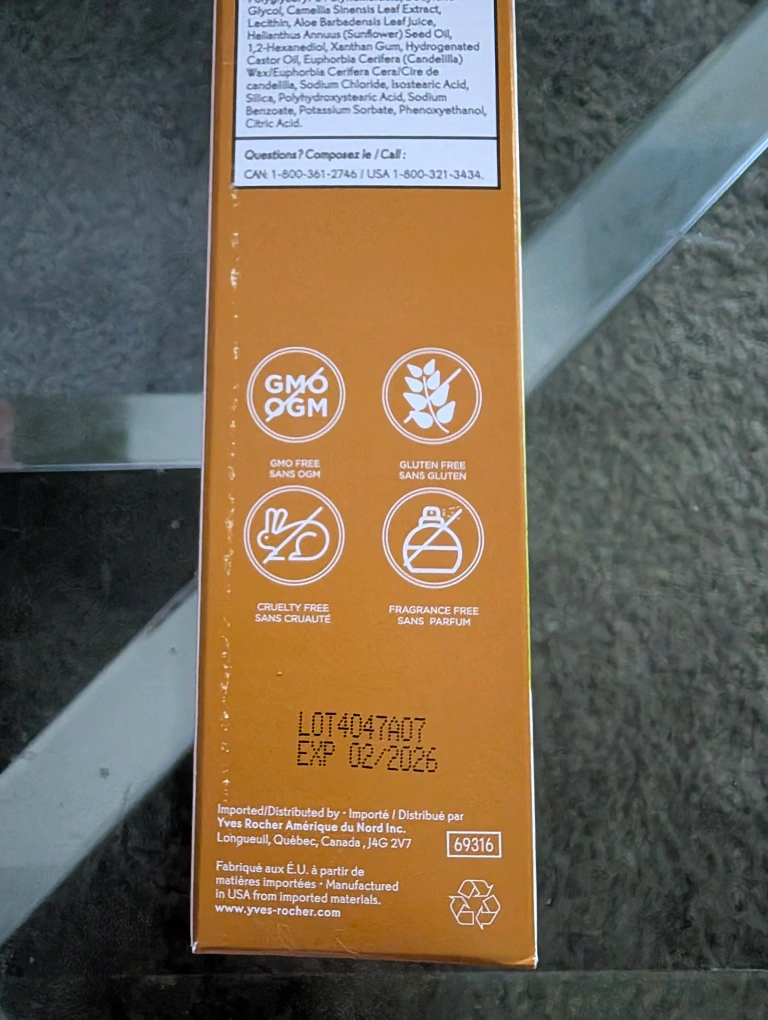 Glycol, Camellia Sinensis Leaf Extract,
Lecithin, Aloe Barbadensis Leaf Juice,
Helianthus Annuus (Sunflower) Seed Oil,
1,2-Hexanediol, Xanthan Gum, Hydrogenated
Castor Oil, Euphorbia Cerifera (Candelilla)
Wax/Euphorbia Cerifera Cera/Cire de
candelilla, Sodium Chloride, Isostearic Acid,
Silica, Polyhydroxystearic Acid, Sodium
Benzoate, Potassium Sorbate, Phenoxyethanol,
Citric Acid.
Questions? Composez le / Call :
CAN: 1-800-361-2746 / USA 1-800-321-3434.
GMO
OGM
GMO FREE
SANS OGM
GLUTEN FREE
SANS GLUTEN
CRUELTY FREE
SANS CRUAUTÉ
FRAGRANCE FREE
SANS PARFUM
LOT4047A07
EXP 02/2026
Imported/Distributed by • Importé / Distribué par
Yves Rocher Amérique du Nord Inc.
Longueuil, Québec, Canada, J4G 2V7
69316
Fabriqué aux É.U. à partir de
matières importées • Manufactured
in USA from imported materials.
www.yves-rocher.com